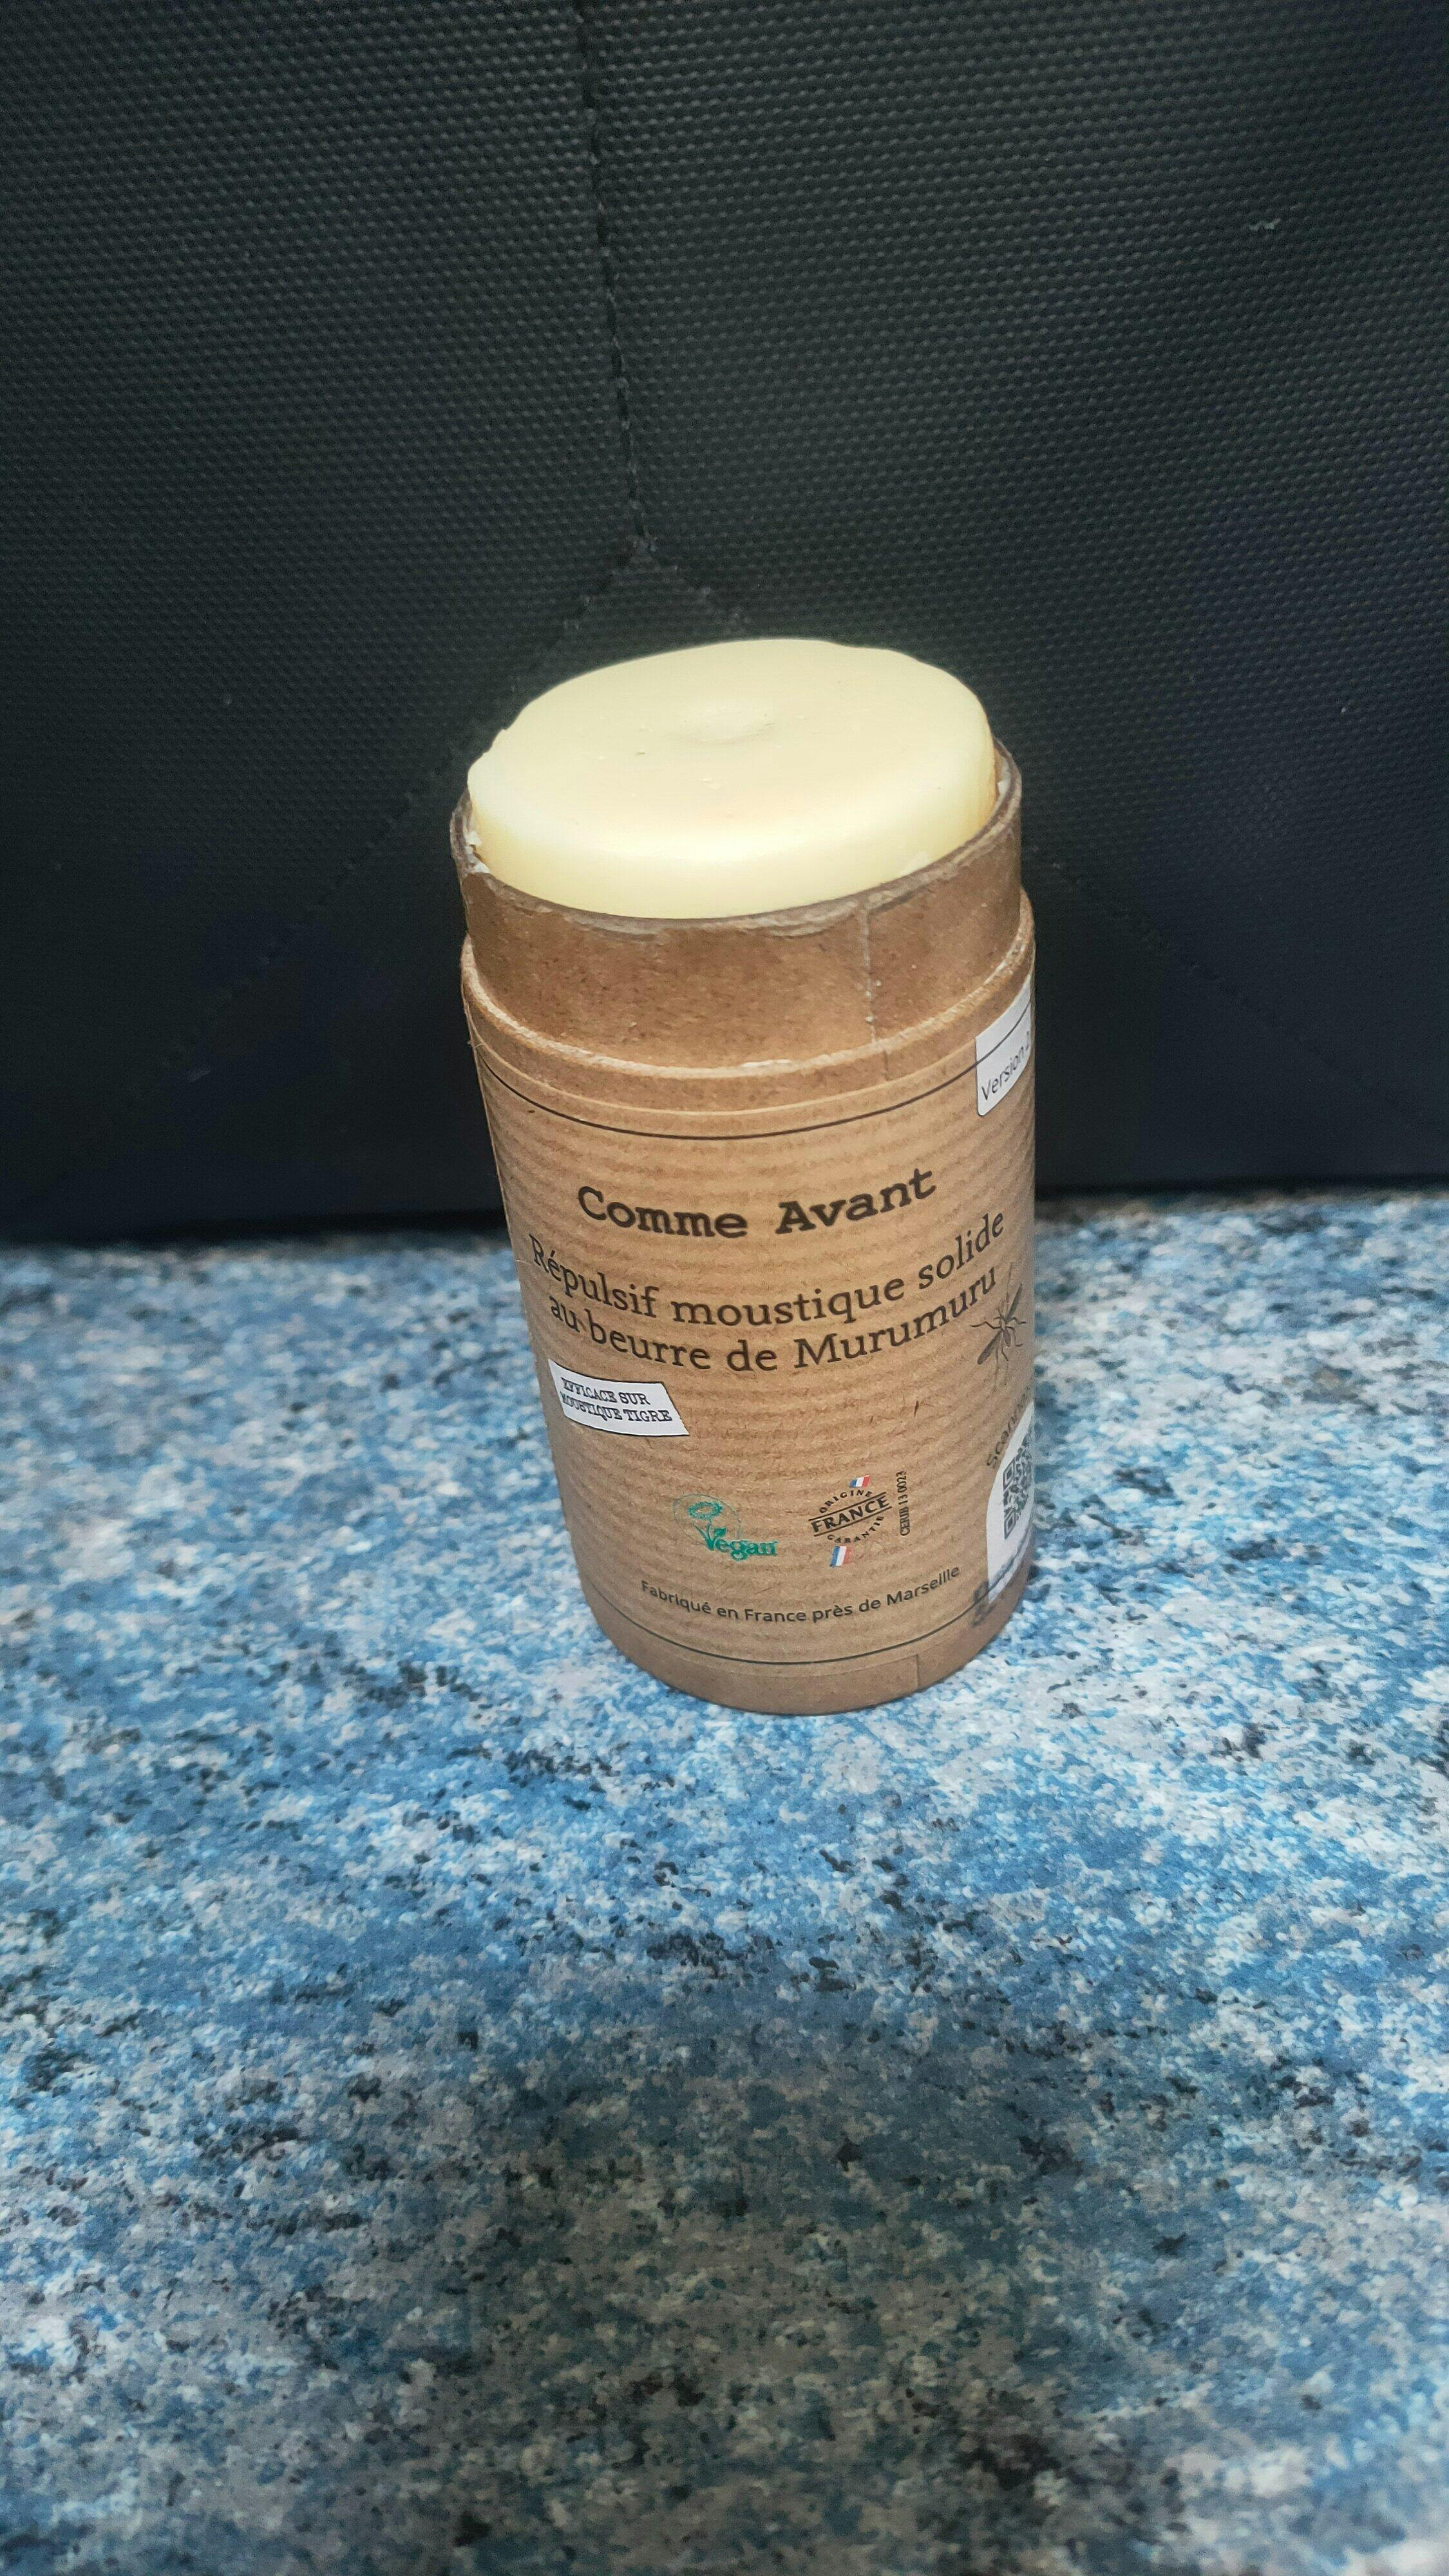 Version
Comme Avant
Répulsif moustique solide
au beurre de Murumuru
EFFICACE SUR
MOUSTIQUE TIGRE
Vegan
ORIGINE
FRANCE
GARANTIE
Fabriqué en France près de Marseille